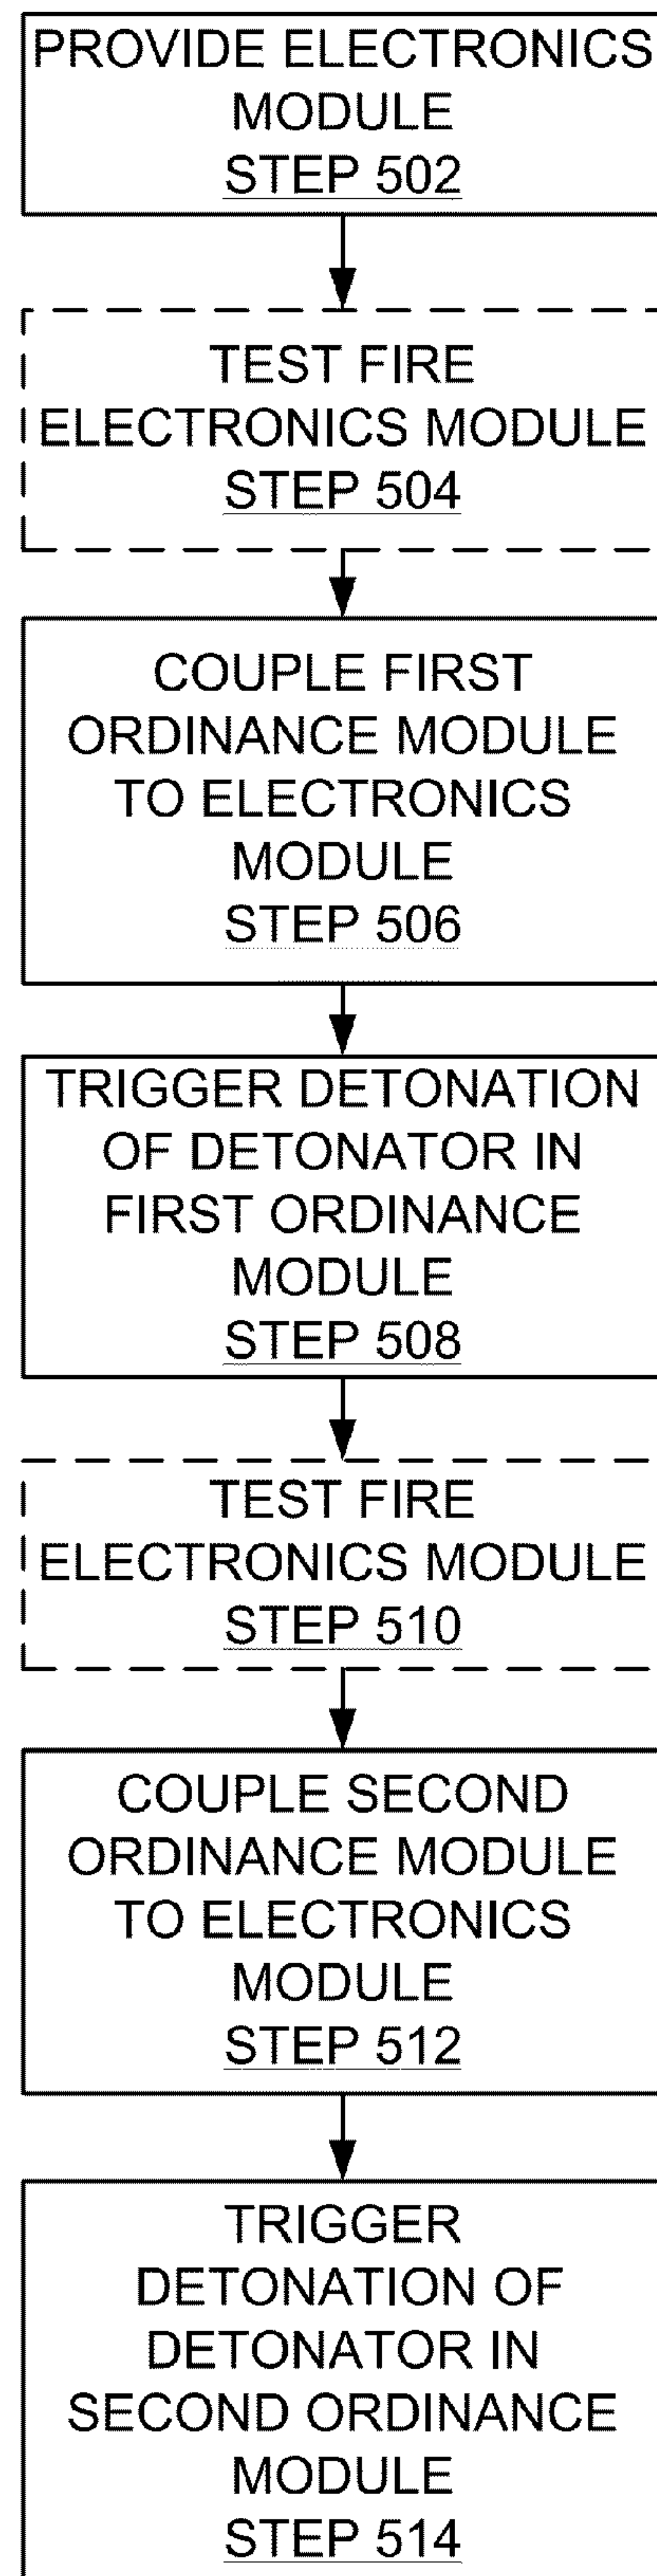 PROVIDE ELECTRONICS
MODULE
STEP 502
TEST FIRE
ELECTRONICS MODULE
STEP 504
COUPLE FIRST
ORDINANCE MODULE
TO ELECTRONICS
MODULE
STEP 506
TRIGGER DETONATION
OF DETONATOR IN
FIRST ORDINANCE
MODULE
STEP 508
TEST FIRE
ELECTRONICS MODULE
STEP 510
COUPLE SECOND
ORDINANCE MODULE
TO ELECTRONICS
MODULE
STEP 512
TRIGGER
DETONATION OF
DETONATOR IN
SECOND ORDINANCE
MODULE
STEP 514